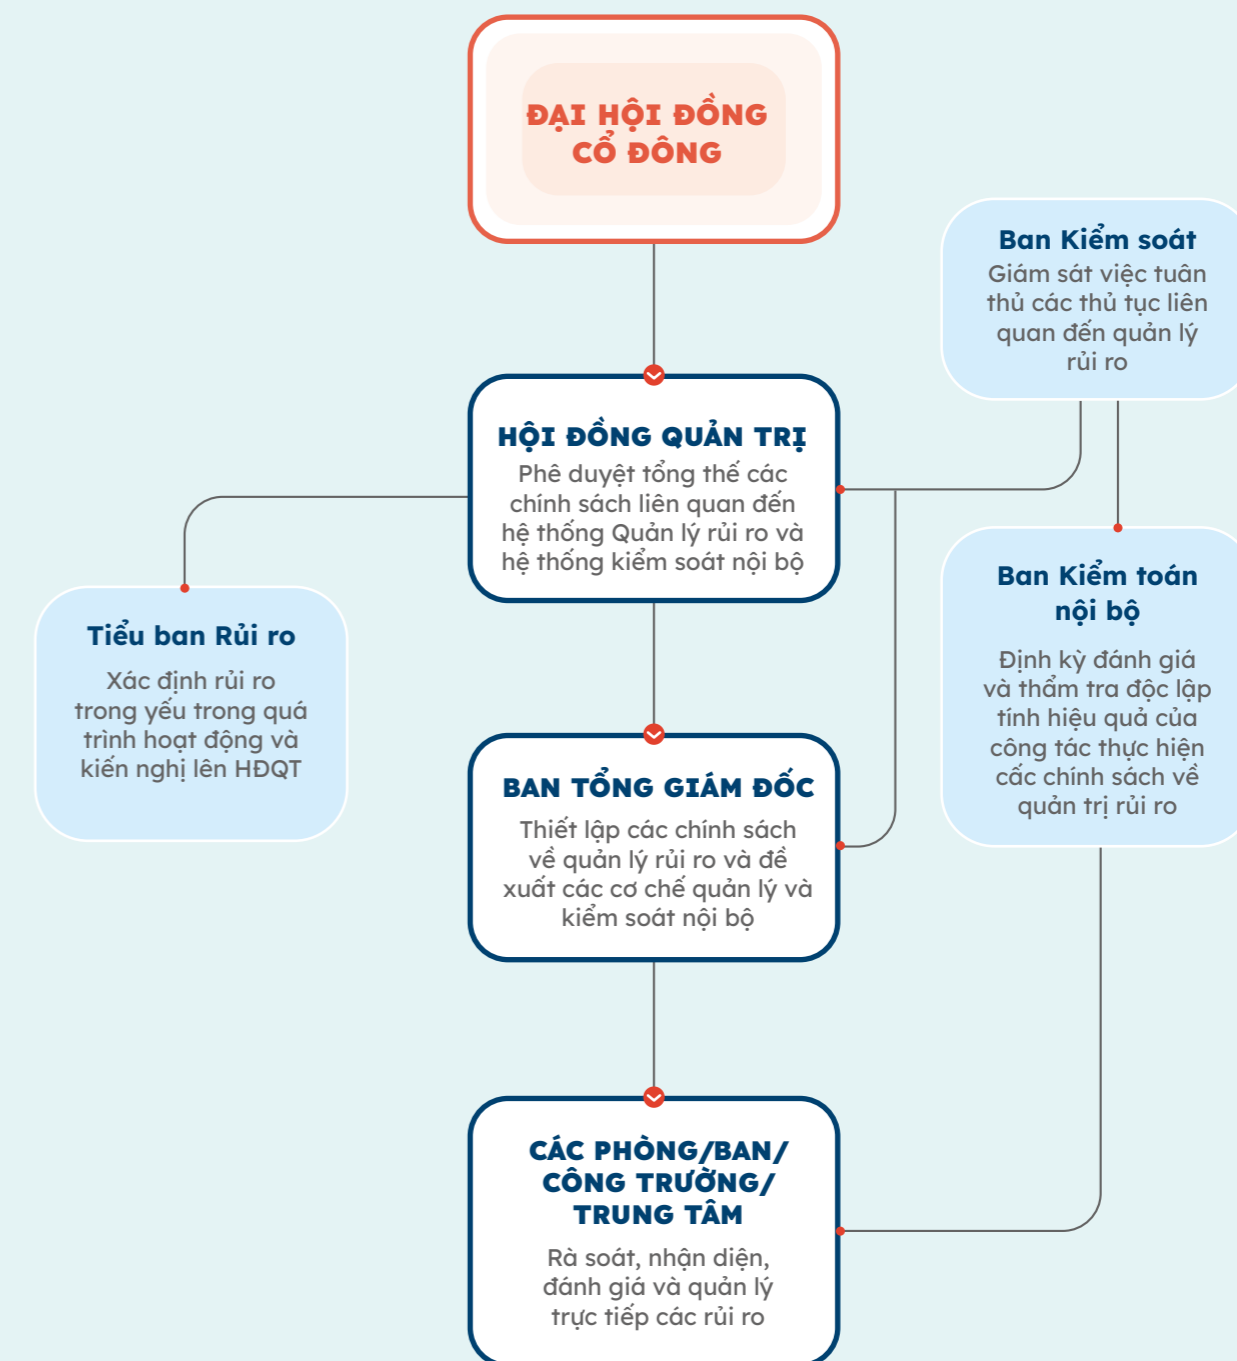 ĐẠI HỘI ĐỒNG
CỔ ĐÔNG
Ban Kiểm soát
Giám sát việc tuân
thủ các thủ tục liên
quan đến quản lý
rủi ro
HỘI ĐỒNG QUẢN TRỊ
Phê duyệt tổng thể các
chính sách liên quan đến
hệ thống Quản lý rủi ro và
hệ thống kiểm soát nội bộ
Ban Kiểm toán
nội bộ
Định kỳ đánh giá
và thẩm tra độc lập
tính hiệu quả của
công tác thực hiện
cấc chính sách về
quản trị rủi ro
Tiểu ban Rủi ro
Xác định rủi ro
trong yếu trong quá
trình hoạt động và
kiến nghị lên HĐQT
BAN TỔNG GIÁM ĐỐC
Thiết lập các chính sách
về quản lý rủi ro và đề
xuất các cơ chế quản lý và
kiểm soát nội bộ
CÁC PHÒNG/BAN/
CÔNG TRƯỜNG/
TRUNG TÂM
Rà soát, nhận diện,
đánh giá và quản lý
trực tiếp các rủi ro